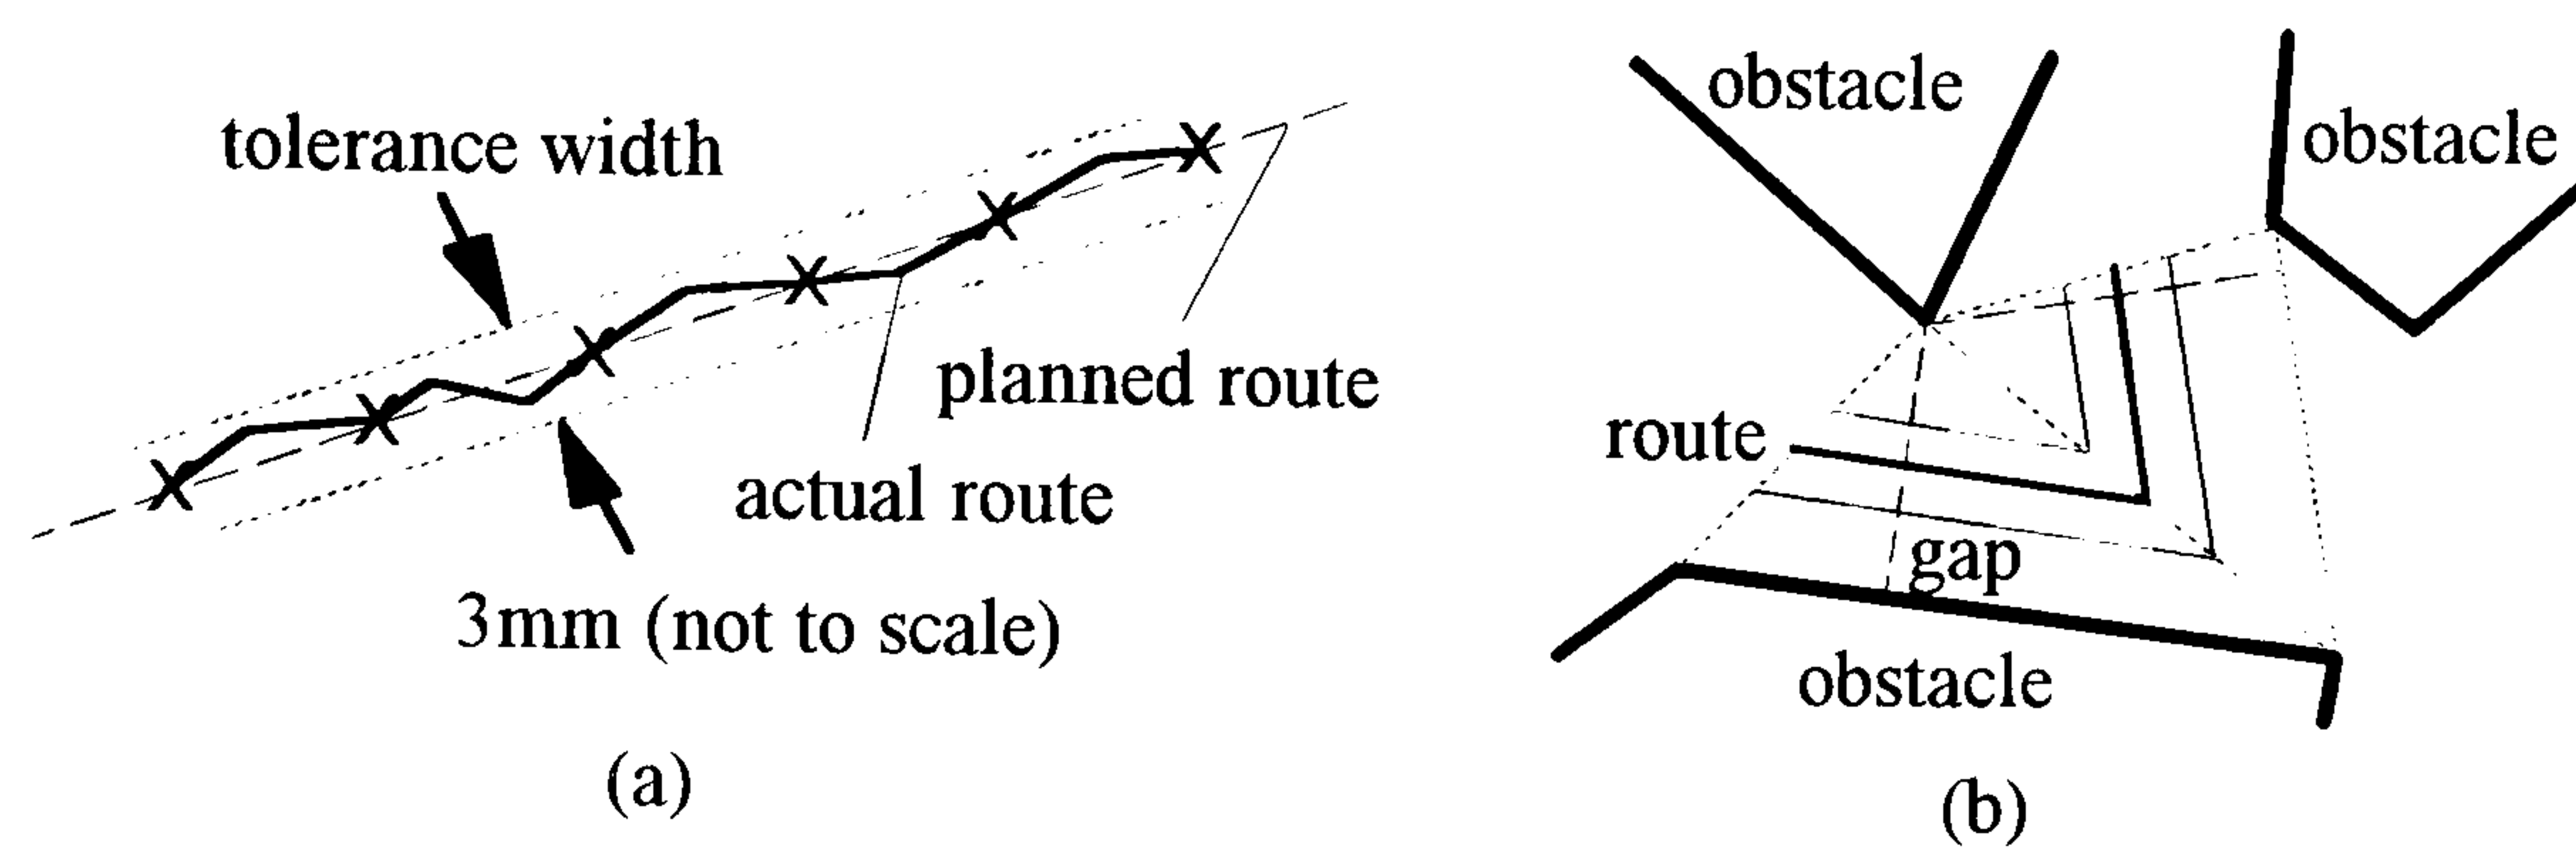 tolerance width
planned route
actual route
3mm (not to scale)
(a)
obstacle
obstacle
route
gap
obstacle
(b)